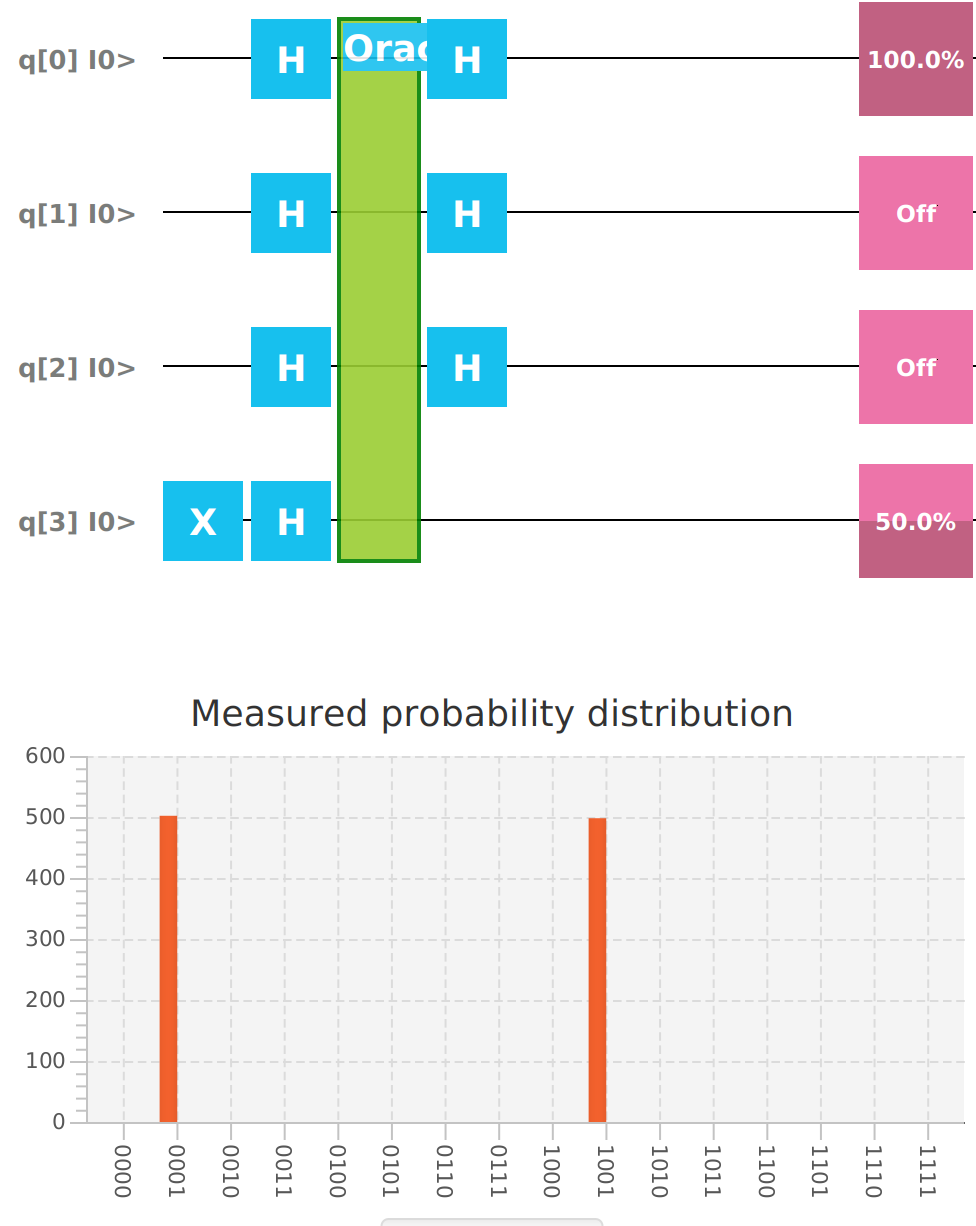 q[0] I0> H Orac H 100.0%
q[1] I0> H H Off
q[2] I0> H H Off
q[3] I0> X H 50.0%
Measured probability distribution
600
500
400
300
200
100
0
0000 0001 0010 0011 0100 0101 0110 0111 1000 1001 1010 1011 1100 1101 1110 1111